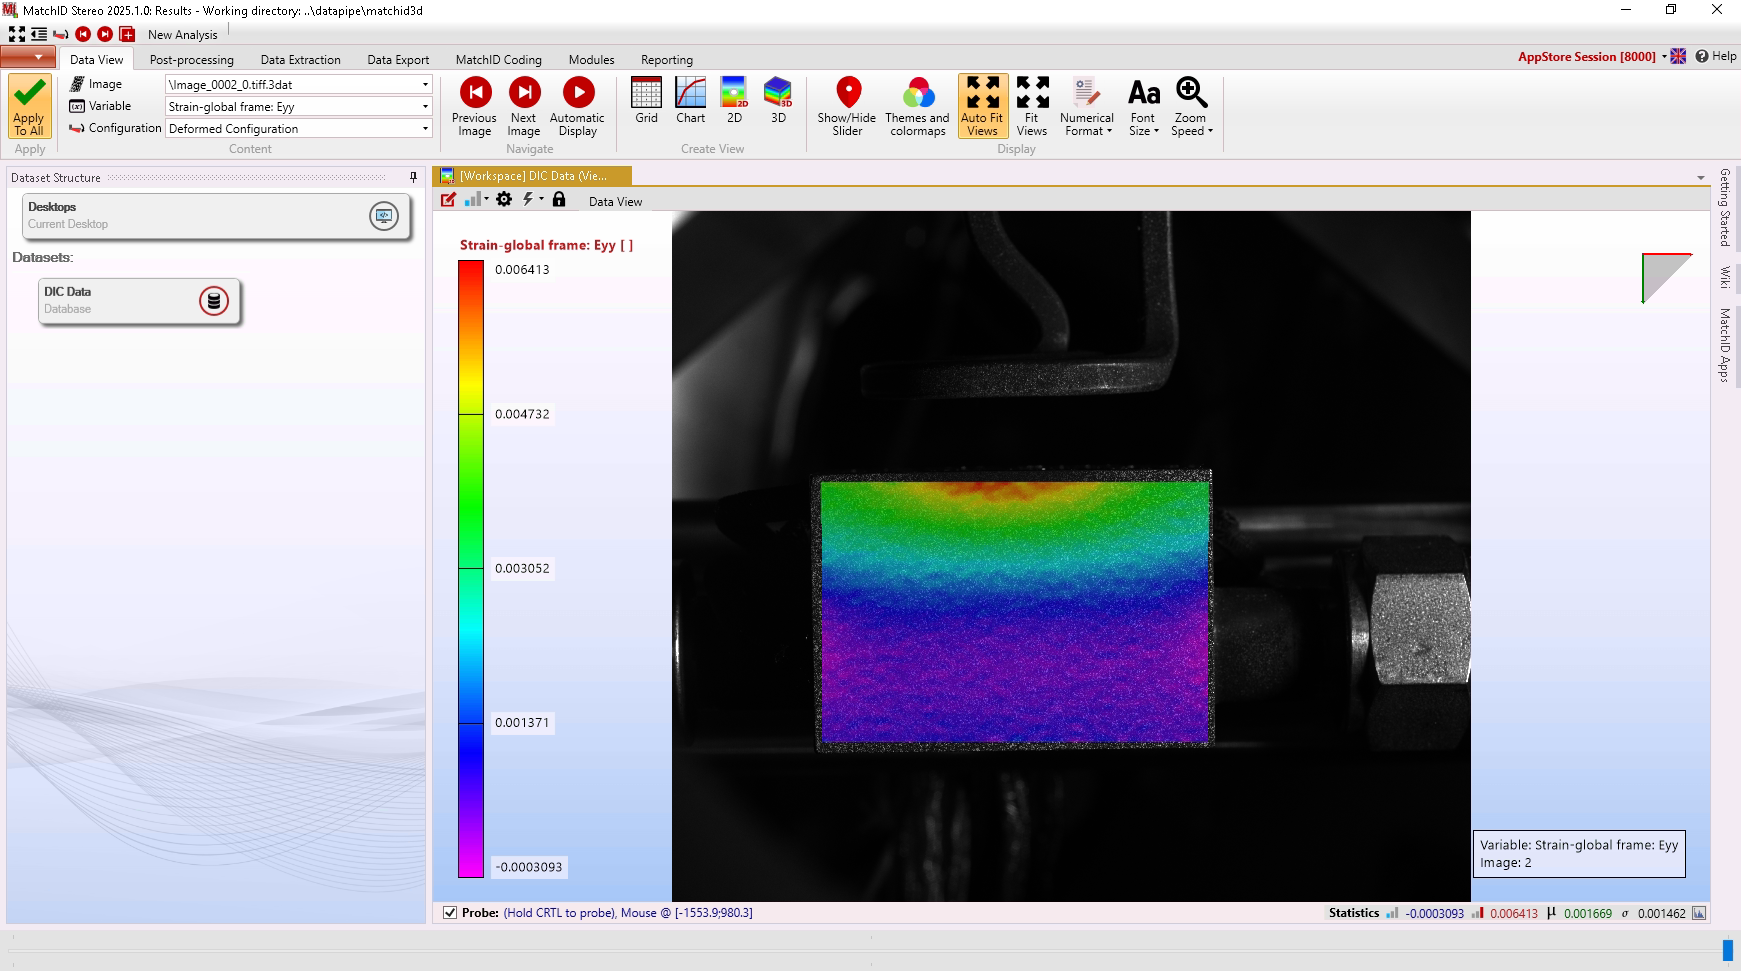 MatchID Stereo 2025.1.0: Results - Working directory: ..\datapipe\matchid3d
New Analysis
Data View
Post-processing
Data Extraction
Data Export
MatchID Coding
Modules
Reporting
AppStore Session [8000]
Help
Apply To All
Apply
Image
\Image_0002_0.tiff.3dat
Variable
Strain-global frame: Eyy
Configuration
Deformed Configuration
Content
Previous Image
Next Image
Automatic Display
Navigate
Grid
Chart
2D
2D
3D
3D
Create View
Show/Hide Slider
Themes and colormaps
Auto Fit Views
Fit Views
Numerical Format
Aa
Font Size
Zoom Speed
Display
Dataset Structure
Desktops
Current Desktop
Datasets:
DIC Data
Database
[Workspace] DIC Data (Vie...
Data View
Strain-global frame: Eyy [ ]
0.006413
0.004732
0.003052
0.001371
-0.0003093
Getting Started
Wiki
MatchID Apps
Variable: Strain-global frame: Eyy
Image: 2
Probe: (Hold CRTL to probe), Mouse @ [-1553.9;980.3]
Statistics -0.0003093 0.006413 μ 0.001669 σ 0.001462